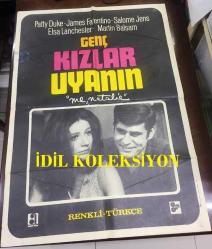 Patty Duke-James Farentino-Salome Jens
Elsa Lanchester - Martin Balsam
GENÇ
KIZLAR
UYANIN
"me, natalie"
İDİL KOLEKSİYON
RENKLİ-TÜRKÇE